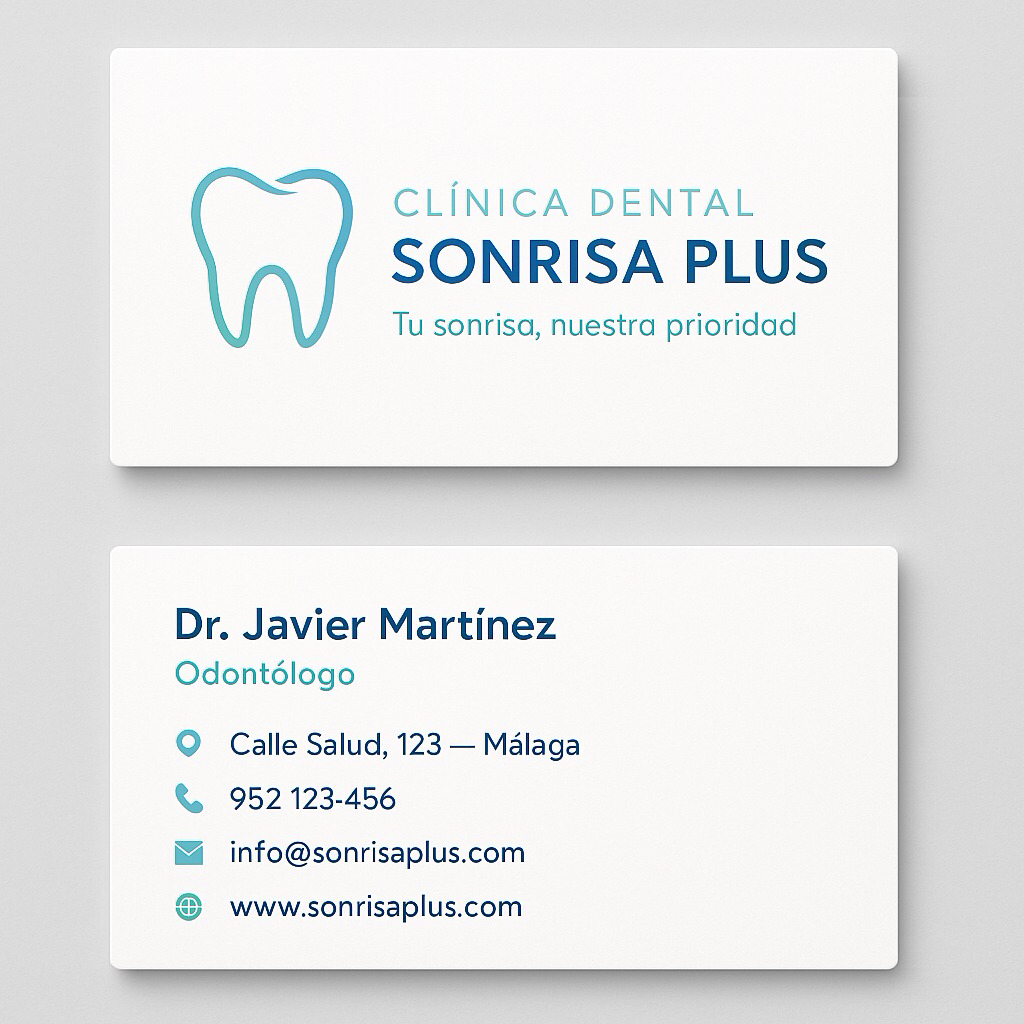 CLÍNICA DENTAL
SONRISA PLUS
Tu sonrisa, nuestra prioridad
Dr. Javier Martínez
Odontólogo
Calle Salud, 123 — Málaga
952 123-456
info@sonrisaplus.com
www.sonrisaplus.com